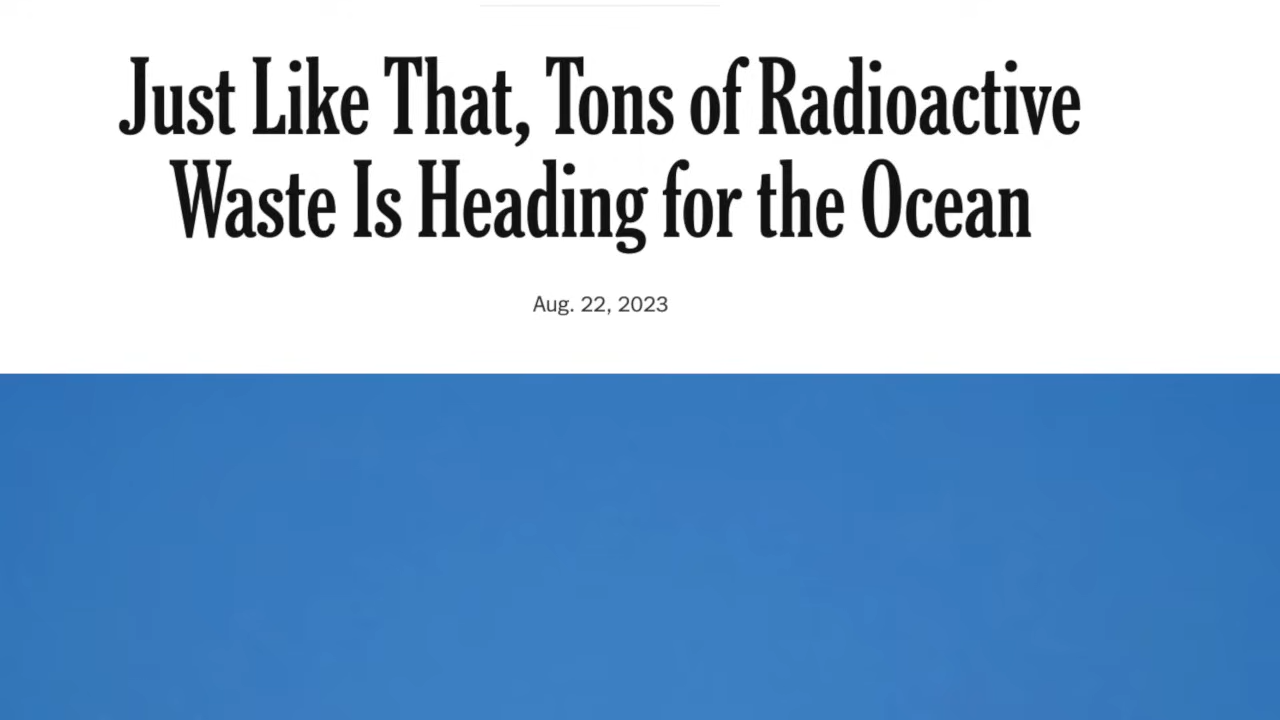 Just Like That, Tons of Radioactive
Waste Is Heading for the Ocean
Aug. 22, 2023